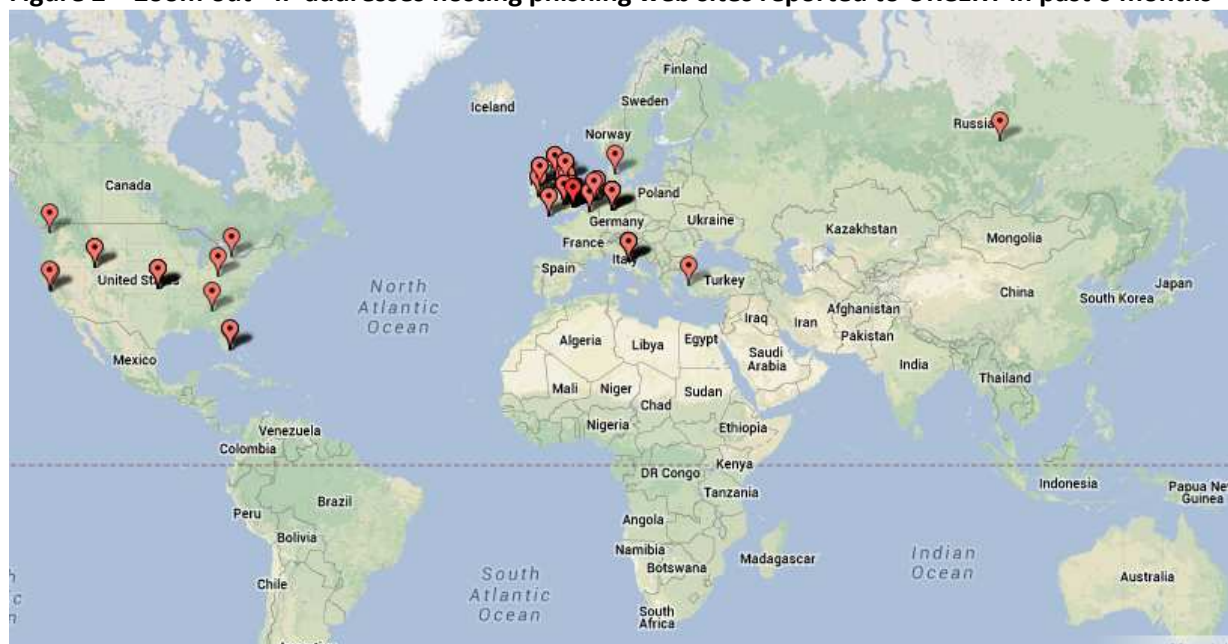 Zoom out - IP addresses hosting phishing web sites reported to in past 6 months
Finland
Iceland
Sweden
Norway
Russia
Canada
Poland
Germany
Ukraine
Kazakhstan
Mongolia
France
Italy
Spain
Turkey
United States
North
Atlantic
Ocean
China
Japan
South Korea
Afghanistan
Iraq
Iran
Pakistan
Algeria
Libya
Egypt
Saudi
Arabia
India
Mexico
Thailand
Mali
Niger
Sudan
Chad
Nigeria
Ethiopia
Venezuela
Colombia
Kenya
DR Congo
Tanzania
Indonesia
Papua New
Guinea
Brazil
Peru
Angola
Bolivia
Namibia
Botswana
Madagascar
Indian
Ocean
Australia
Chile
South
Atlantic
Ocean
South
Africa